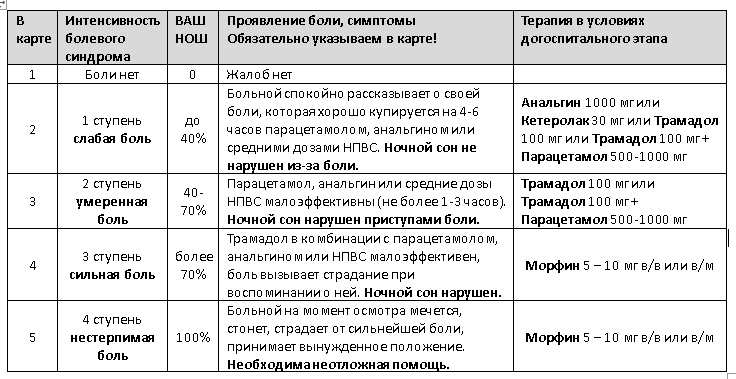 В карте
Интенсивность болевого синдрома
ВАШ НОШ
Проявление боли, симптомы
Обязательно указываем в карте!
Терапия в условиях догоспитального этапа
1
Боли нет
0
Жалоб нет
2
1 ступень
слабая боль
до 40%
Больной спокойно рассказывает о своей
боли, которая хорошо купируется на 4-6
часов парацетамолом, анальгином или
средними дозами НПВС. Ночной сон не
нарушен из-за боли.
Анальгин 1000 мг или
Кеторолак 30 мг или Трамадол
100 мг или Трамадол 100 мг+
Парацетамол 500-1000 мг
3
2 ступень
умеренная
боль
40-
70%
Парацетамол, анальгин или средние дозы
НПВС малоэффективны (не более 1-3 часов).
Ночной сон нарушен приступами боли.
Трамадол 100 мг или
Трамадол 100 мг+
Парацетамол 500-1000 мг
4
3 ступень
сильная боль
более
70%
Трамадол в комбинации с парацетамолом,
анальгином или НПВС малоэффективен,
боль вызывает страдание при
воспоминании о ней. Ночной сон нарушен.
Морфин 5 – 10 мг в/в или в/м
5
4 ступень
нестерпимая
боль
100%
Больной на момент осмотра мечется,
стонет, страдает от сильнейшей боли,
принимает вынужденное положение.
Необходима неотложная помощь.
Морфин 5 – 10 мг в/в или в/м